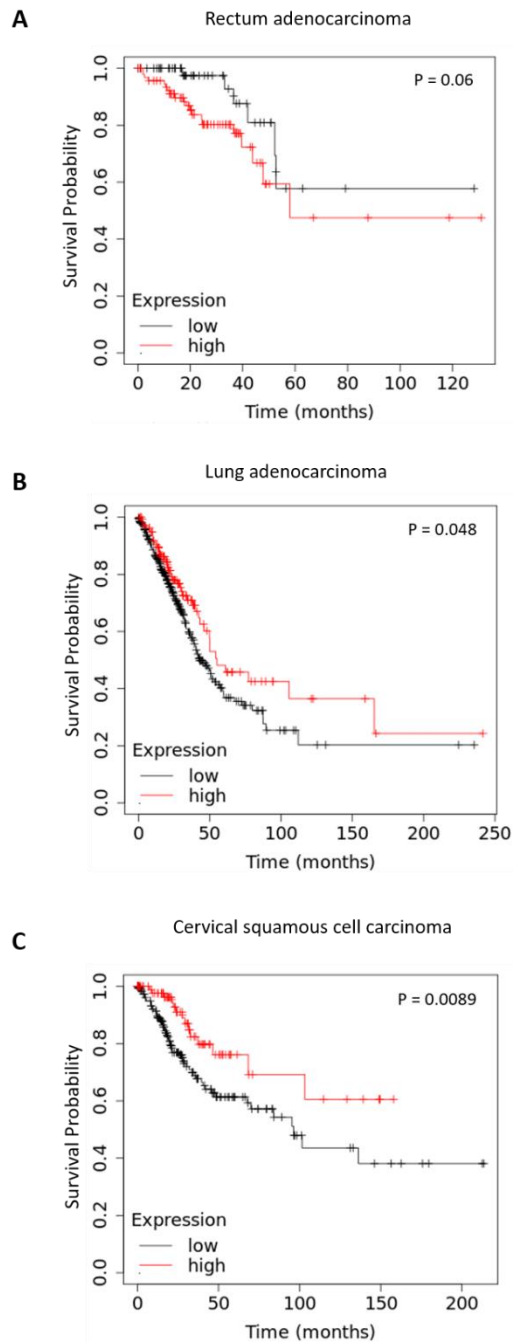 A
Rectum adenocarcinoma
P = 0.06
Survival Probability
0.0 0.2 0.4 0.6 0.8 1.0
Expression
low
high
0 20 40 60 80 100 120
Time (months)
B
Lung adenocarcinoma
P = 0.048
Survival Probability
0.0 0.2 0.4 0.6 0.8 1.0
Expression
low
high
0 50 100 150 200 250
Time (months)
C
Cervical squamous cell carcinoma
P = 0.0089
Survival Probability
0.0 0.2 0.4 0.6 0.8 1.0
Expression
low
high
0 50 100 150 200
Time (months)